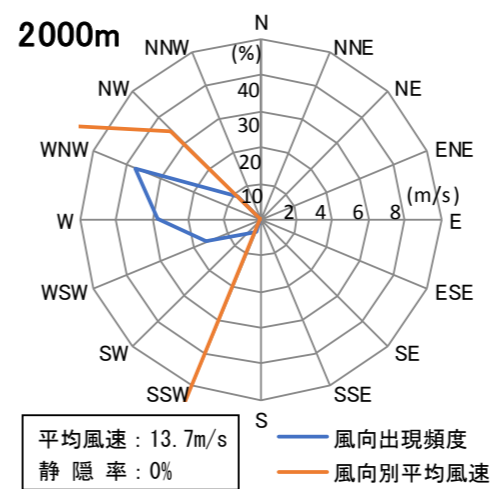 2000m
N
NNW
NNE
(%)
NW
NE
40
30
WNW
ENE
20
10
(m/s)
W
2
4
6
8
E
WSW
ESE
SW
SE
SSW
SSE
S
平均風速：13.7m/s
静隠率：0%
風向出現頻度
風向別平均風速